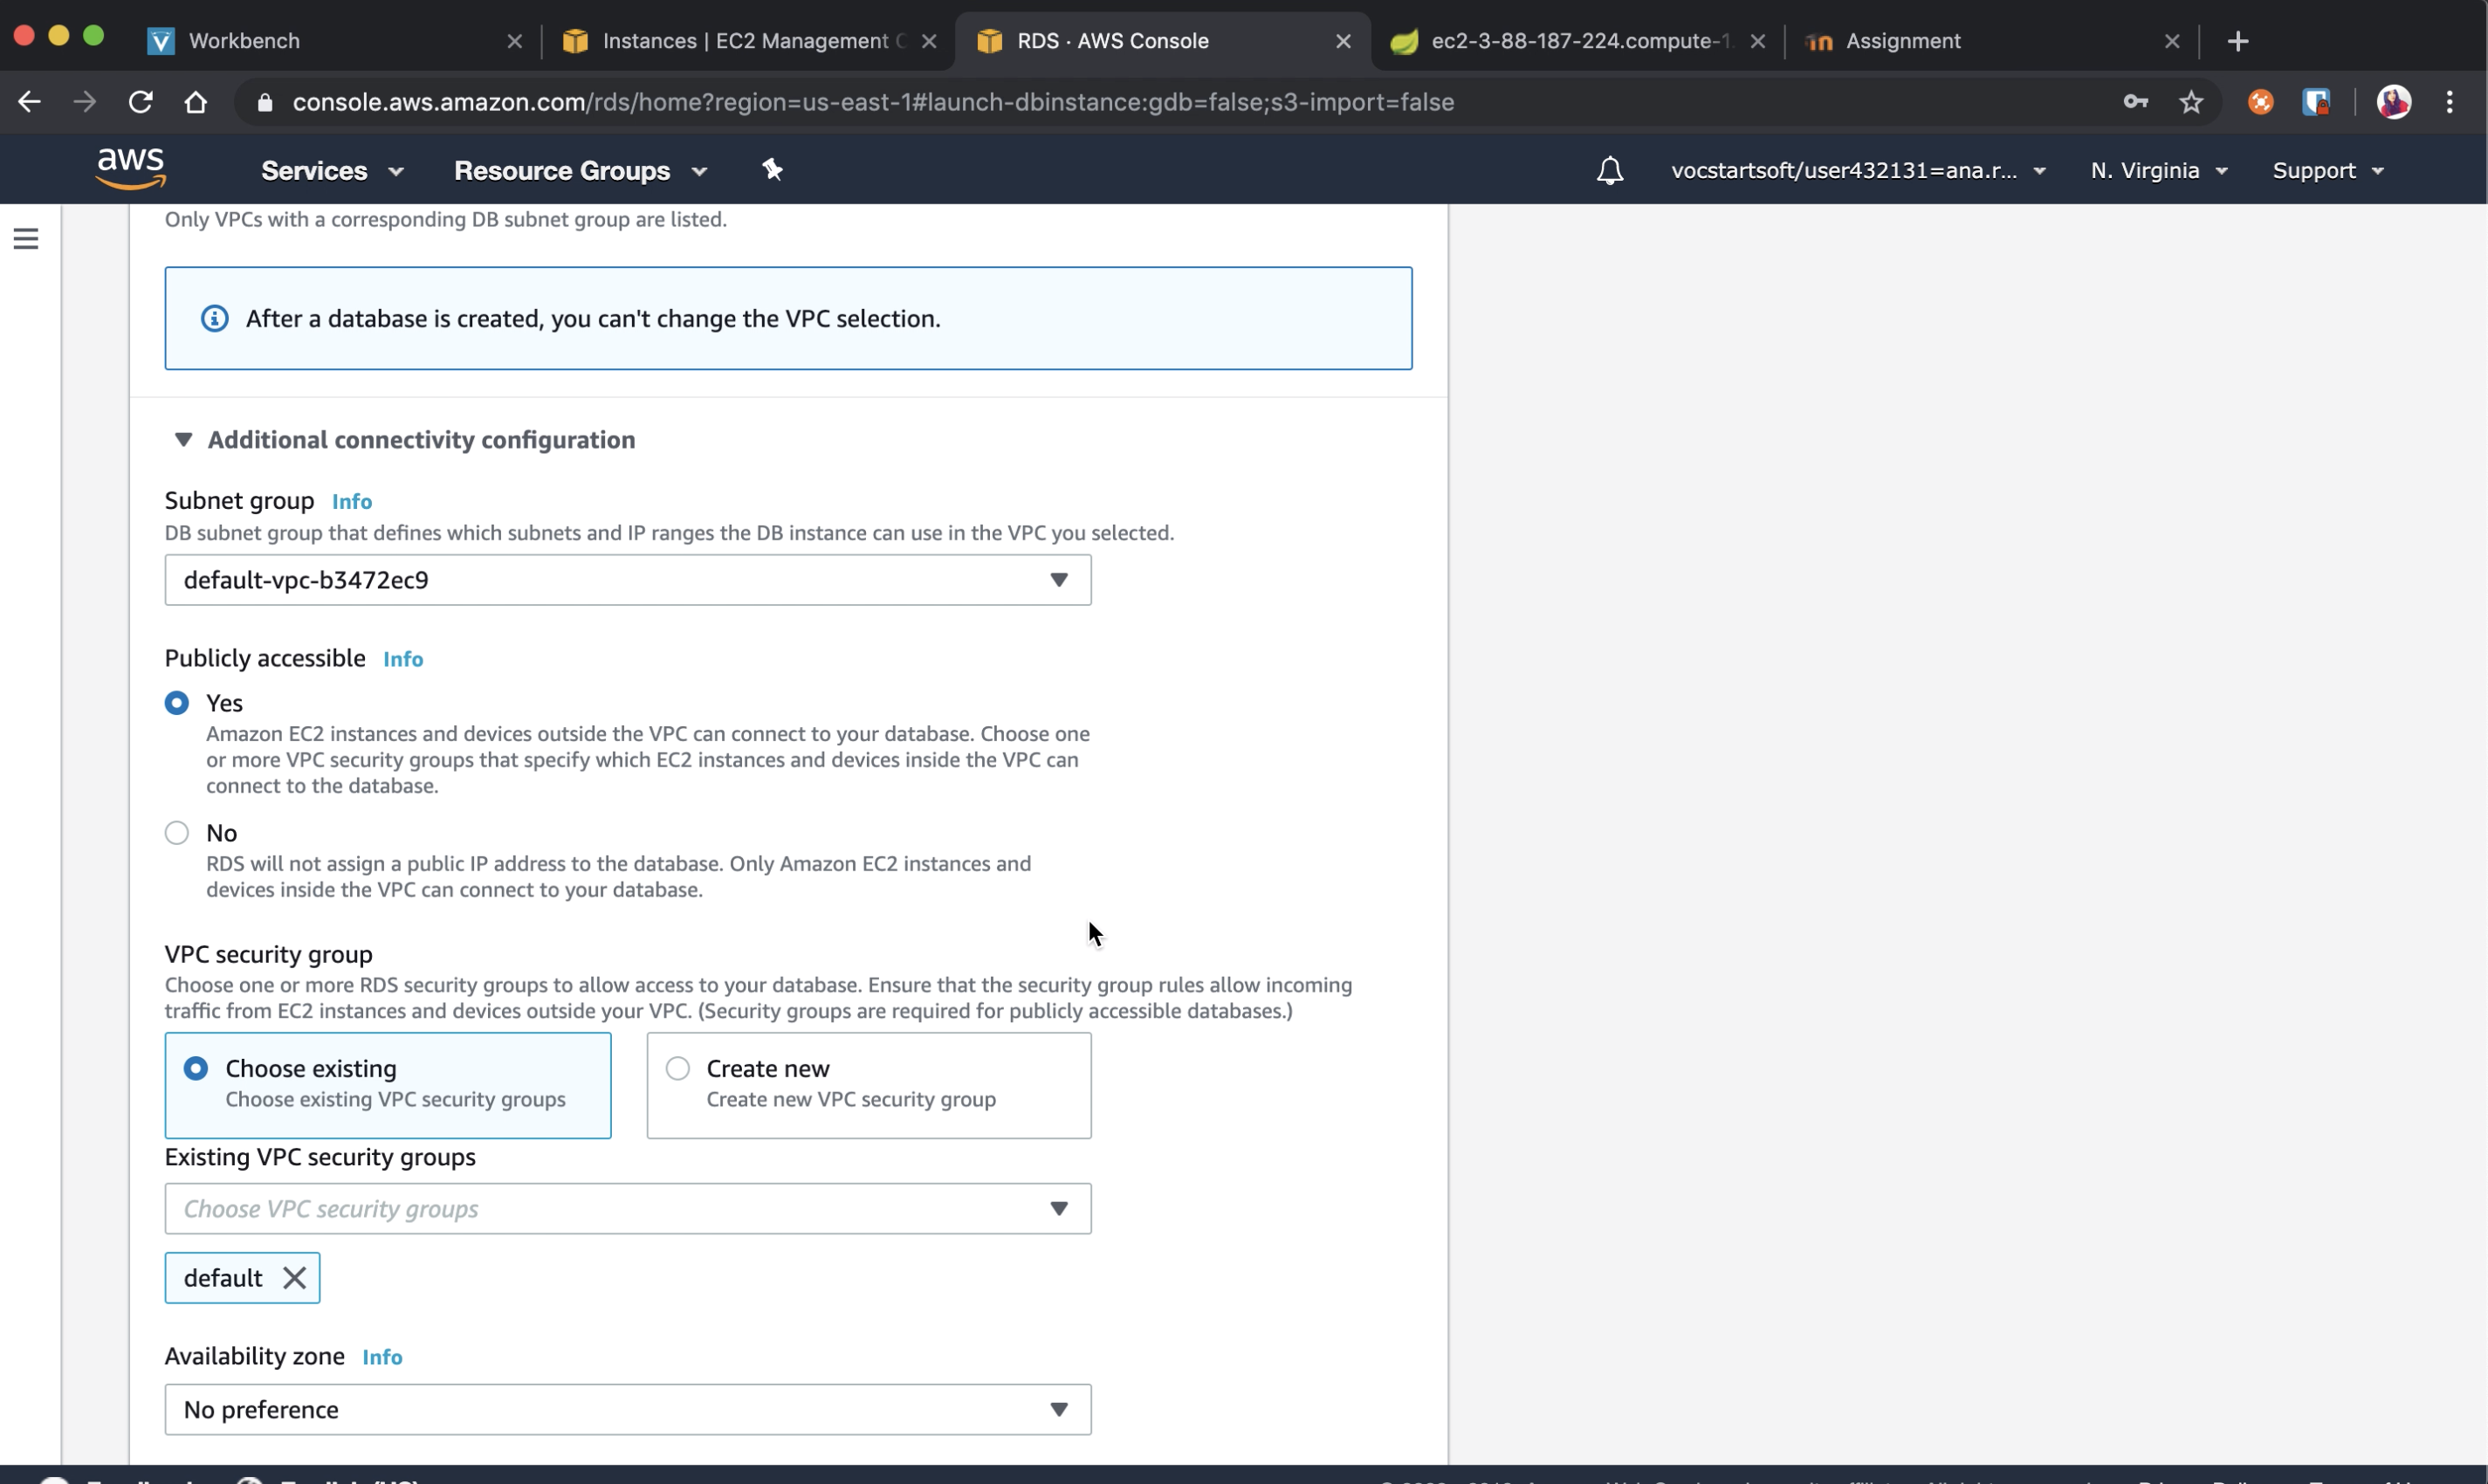 Workbench
Instances | EC2 Management C
RDS · AWS Console
ec2-3-88-187-224.compute-1.
Assignment
console.aws.amazon.com/rds/home?region=us-east-1#launch-dbinstance:gdb=false;s3-import=false
aws
Services
Resource Groups
vocstartsoft/user432131=ana.r...
N. Virginia
Support
Only VPCs with a corresponding DB subnet group are listed.
After a database is created, you can't change the VPC selection.
Additional connectivity configuration
Subnet group Info
DB subnet group that defines which subnets and IP ranges the DB instance can use in the VPC you selected.
default-vpc-b3472ec9
Publicly accessible Info
Yes
Amazon EC2 instances and devices outside the VPC can connect to your database. Choose one
or more VPC security groups that specify which EC2 instances and devices inside the VPC can
connect to the database.
No
RDS will not assign a public IP address to the database. Only Amazon EC2 instances and
devices inside the VPC can connect to your database.
VPC security group
Choose one or more RDS security groups to allow access to your database. Ensure that the security group rules allow incoming
traffic from EC2 instances and devices outside your VPC. (Security groups are required for publicly accessible databases.)
Choose existing
Choose existing VPC security groups
Create new
Create new VPC security group
Existing VPC security groups
Choose VPC security groups
default
Availability zone Info
No preference